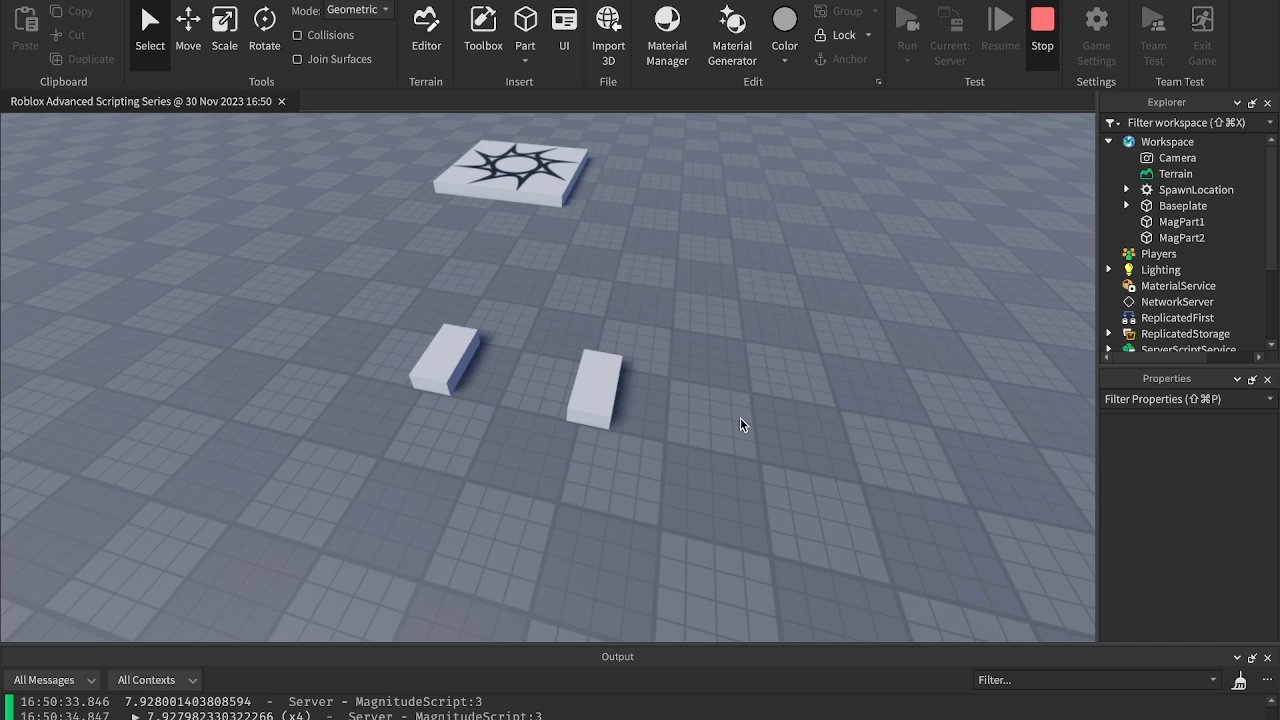 Paste
Copy
Cut
Duplicate
Clipboard
Select
Move
Scale
Rotate
Mode: Geometric
Collisions
Join Surfaces
Tools
Editor
Terrain
Toolbox
Part
UI
Insert
Import 3D
File
Material Manager
Material Generator
Color
Group
Lock
Anchor
Edit
Run
Current: Server
Resume
Stop
Test
Game Settings
Settings
Team Test
Exit Game
Team Test
Roblox Advanced Scripting Series @ 30 Nov 2023 16:50
Explorer
Filter workspace (⇧⌘X)
Workspace
Camera
Terrain
SpawnLocation
Baseplate
MagPart1
MagPart2
Players
Lighting
MaterialService
NetworkServer
ReplicatedFirst
ReplicatedStorage
ServerScriptService
Properties
Filter Properties (⇧⌘P)
Output
All Messages
All Contexts
Filter...
16:50:33.846 7.928001403808594 - Server - MagnitudeScript:3
16:50:34.847 ▶ 7.927982330322266 (x4) - Server - MagnitudeScript:3